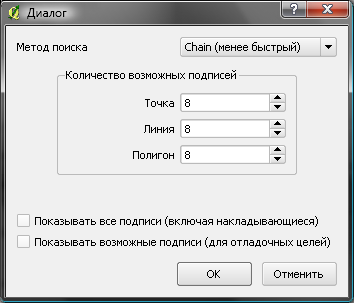 Диалог
Метод поиска Chain (менее быстрый)
Количество возможных подписей
Точка 8
Линия 8
Полигон 8
Показывать все подписи (включая накладывающиеся)
Показывать возможные подписи (для отладочных целей)
OK Отменить